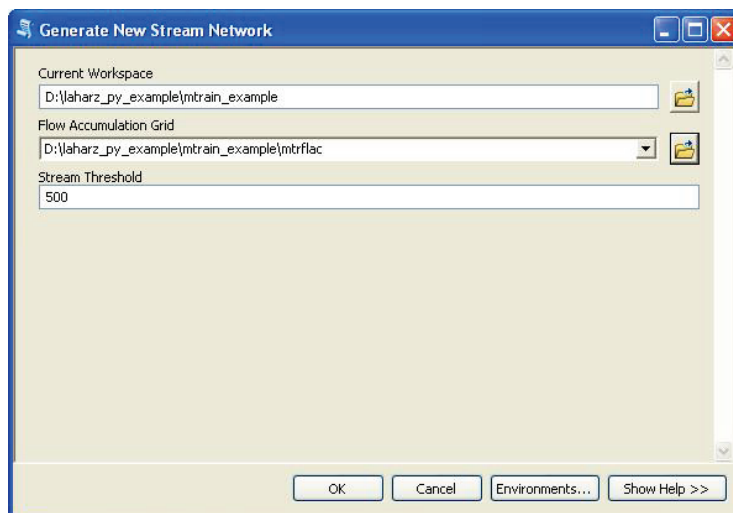 Generate New Stream Network
Current Workspace
D:\laharz_py_example\mtrain_example
Flow Accumulation Grid
D:\laharz_py_example\mtrain_example\mtrflac
Stream Threshold
500
OK Cancel Environments... Show Help >>